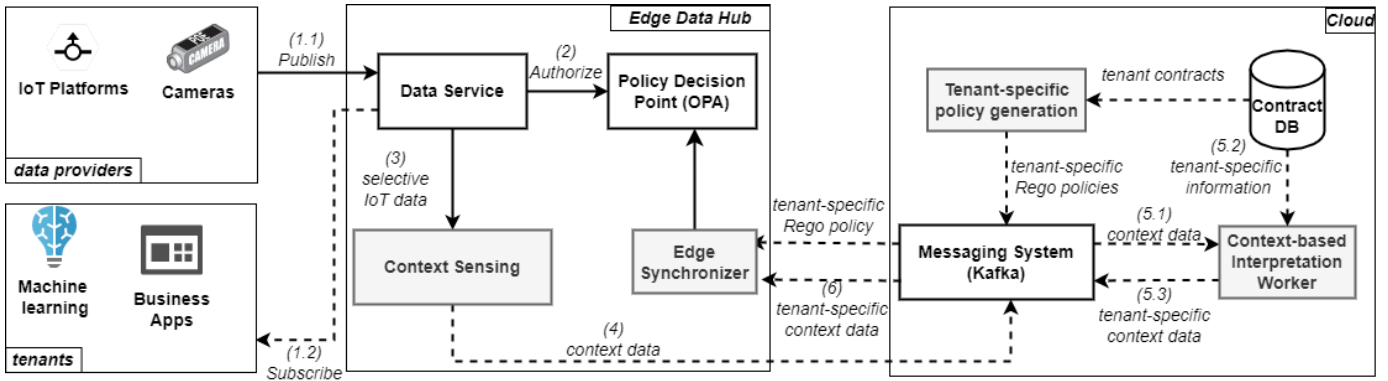 IoT Platforms
PoE
CAMERA
Cameras
data providers
(1.1)
Publish
Machine
learning
Business
Apps
tenants
(1.2)
Subscribe
Edge Data Hub
Data Service
(2)
Authorize
Policy Decision
Point (OPA)
(3)
selective
IoT data
Context Sensing
Edge
Synchronizer
(4)
context data
tenant-specific
Rego policy
(6)
tenant-specific
context data
Cloud
Tenant-specific
policy generation
tenant contracts
Contract
DB
tenant-specific
Rego policies
(5.2)
tenant-specific
information
Messaging System
(Kafka)
(5.1)
context data
(5.3)
tenant-specific
context data
Context-based
Interpretation
Worker